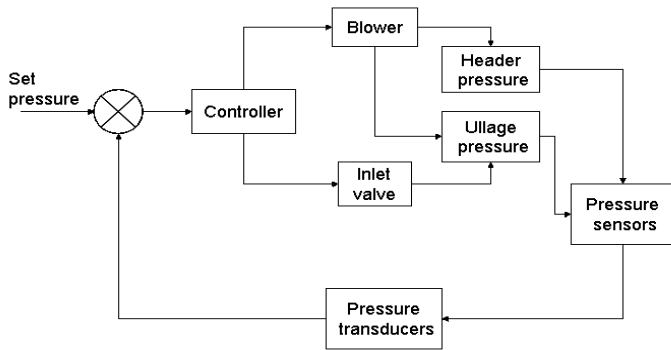 Blower
Header
pressure
Set
pressure
Controller
Ullage
pressure
Inlet
valve
Pressure
sensors
Pressure
transducers